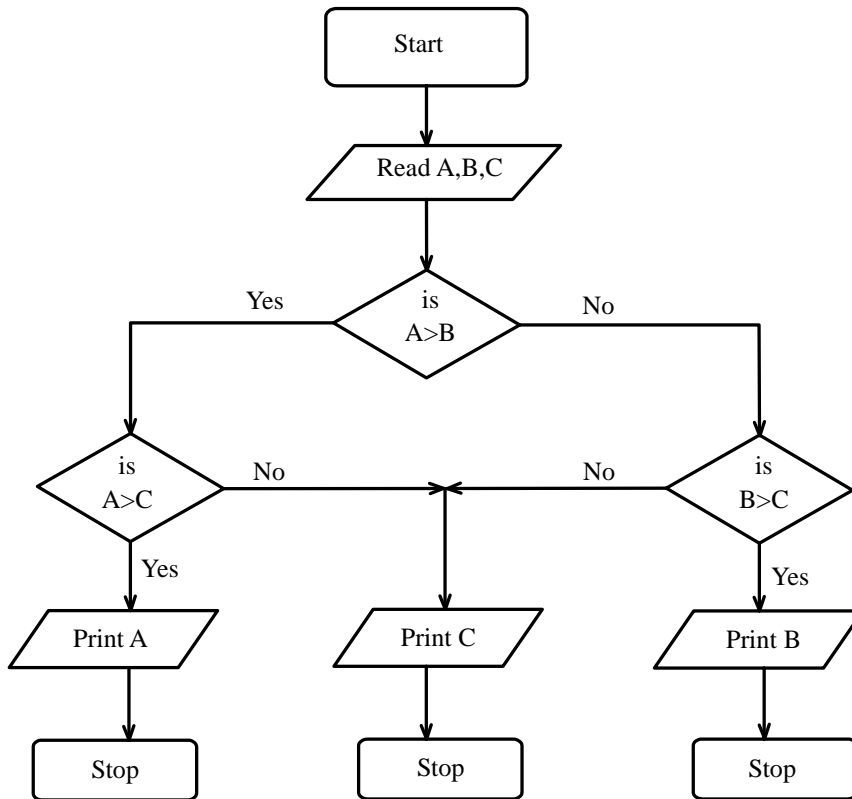 Start
Read A,B,C
is
A>B
Yes
No
is
A>C
No
No
is
B>C
Yes
Yes
Print A
Print C
Print B
Stop
Stop
Stop